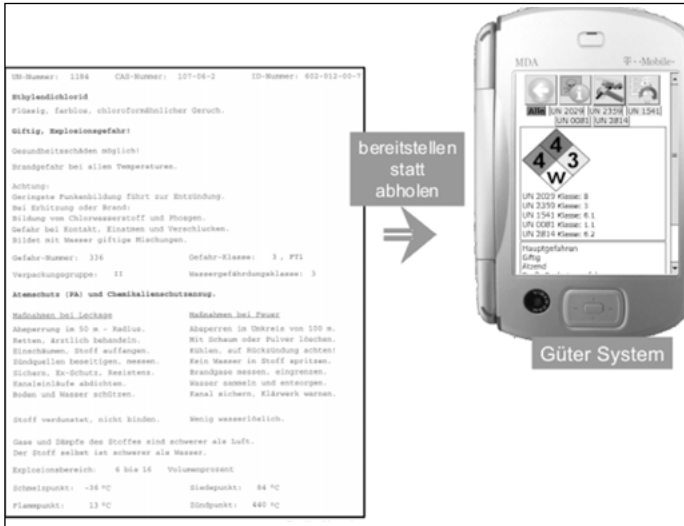 UN-Nummer: 1184 CAS-Nummer: 107-06-2 ID-Nummer: 602-012-00-7
Ethylendichlorid
Flüssig, farblos, chloroformähnlicher Geruch.
Giftig, Explosionsgefahr!
Gesundheitsschäden möglich!
Brandgefahr bei allen Temperaturen.
Achtung:
Geringste Funkenbildung führt zur Entzündung.
Bei Erhitzung oder Brand:
Bildung von Chlorwasserstoff und Phosgen.
Gefahr bei Kontakt, Einatmen und Verschlucken.
Bildet mit Wasser giftige Mischungen.
Gefahr-Nummer: 336 Gefahr-Klasse: 3 , FT1
Verpackungsgruppe: II Wassergefährdungsklasse: 3
Atemschutz (PA) und Chemikalienschutzanzug.
Maßnahmen bei Leckage Maßnahmen bei Feuer
Absperrung im 50 m - Radius. Absperren im Umkreis von 100 m.
Retten, ärztlich behandeln. Mit Schaum oder Pulver löschen.
Einschäumen, Stoff auffangen. Kühlen, auf Rückzündung achten!
Zündquellen beseitigen, messen. Kein Wasser in Stoff spritzen.
Sichern, Ex-Schutz, Resistenz. Brandgase messen, eingrenzen.
Kanaleinläufe abdichten. Wasser sammeln und entsorgen.
Boden und Wasser schützen. Kanal sichern, Klärwerk warnen.
Stoff verdunstet, nicht binden. Wenig wasserlöslich.
Gase und Dämpfe des Stoffes sind schwerer als Luft.
Der Stoff selbst ist schwerer als Wasser.
Explosionsbereich: 6 bis 16 Volumenprozent
Schmelzpunkt: -36 °C Siedepunkt: 84 °C
Flammpunkt: 13 °C Zündpunkt: 440 °C
bereitstellen
statt
abholen
MDA T··Mobile·
Alle UN 2029 UN 2359 UN 1541
UN 0081 UN 2814
4
4 3
W
UN 2029 Klasse: 8
UN 2359 Klasse: 3
UN 1541 Klasse: 6.1
UN 0081 Klasse: 1.1
UN 2814 Klasse: 6.2
Hauptgefahren
Giftig
Ätzend
Güter System